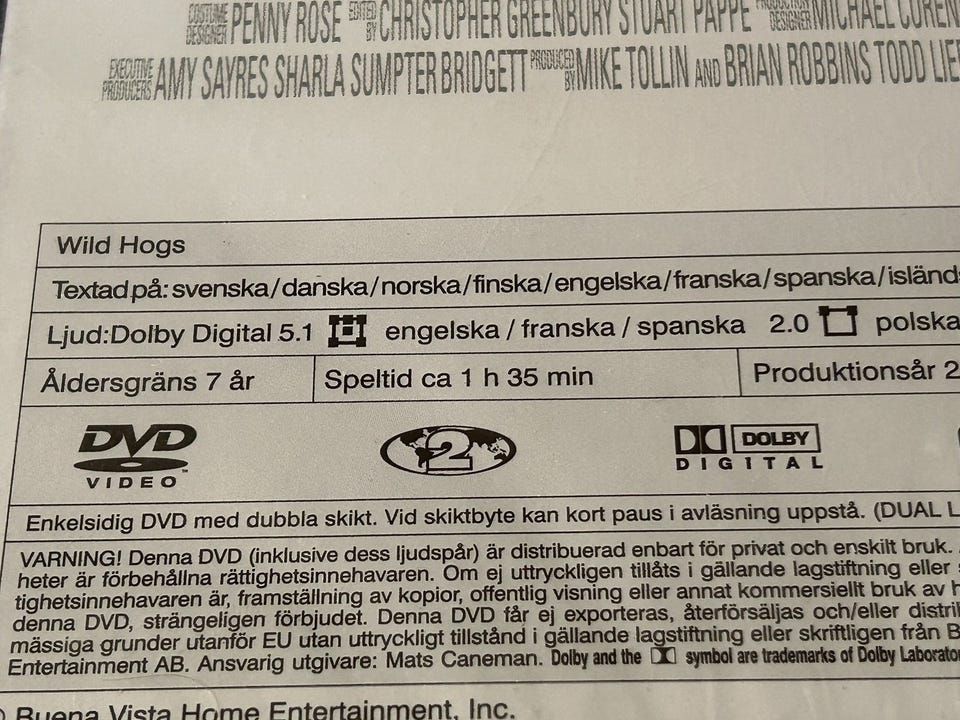 COSTUME DESIGNER PENNY ROSE EDITED BY CHRISTOPHER GREENBURY STUART PAPPE PRODUCTION DESIGNER MICHAEL COREN
EXECUTIVE PRODUCERS AMY SAYRES SHARLA SUMPTER BRIDGETT PRODUCED BY MIKE TOLLIN AND BRIAN ROBBINS TODD LIE
Wild Hogs
Textad på: svenska/danska/norska/finska/engelska/franska/spanska/isländ
Ljud:Dolby Digital 5.1 engelska / franska / spanska 2.0 polska
Åldersgräns 7 år Speltid ca 1 h 35 min Produktionsår 2
DVD VIDEO 2 DOLBY DIGITAL
Enkelsidig DVD med dubbla skikt. Vid skiktbyte kan kort paus i avläsning uppstå. (DUAL L
VARNING! Denna DVD (inklusive dess ljudspår) är distribuerad enbart för privat och enskilt bruk.
heter är förbehållna rättighetsinnehavaren. Om ej uttryckligen tillåts i gällande lagstiftning eller
tighetsinnehavaren är, framställning av kopior, offentlig visning eller annat kommersiellt bruk av h
denna DVD, strängeligen förbjudet. Denna DVD får ej exporteras, återförsäljas och/eller distri
mässiga grunder utanför EU utan uttryckligt tillstånd i gällande lagstiftning eller skriftligen från B
Entertainment AB. Ansvarig utgivare: Mats Caneman. Dolby and the symbol are trademarks of Dolby Laborato
Buena Vista Home Entertainment, Inc.